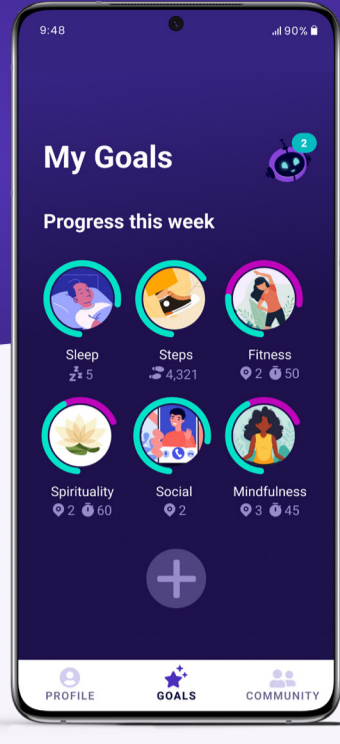 9:48
90%
2
My Goals
Progress this week
Sleep
Steps
Fitness
zzz 5
4,321
2 50
Spirituality
Social
Mindfulness
2 60
2
3 45
PROFILE
GOALS
COMMUNITY